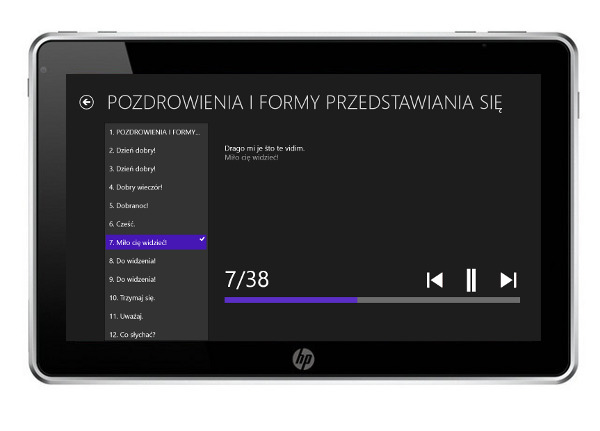 POZDROWIENIA I FORMY PRZEDSTAWIANIA SIĘ
1. POZDROWIENIA I FORMY...
2. Dzień dobry!
3. Dzień dobry!
4. Dobry wieczór!
5. Dobranoc!
6. Cześć.
7. Miło cię widzieć!
8. Do widzenia!
9. Do widzenia!
10. Trzymaj się.
11. Uważaj.
12. Co słychać?
Drago mi je što te vidim.
Miło cię widzieć!
7/38
hp